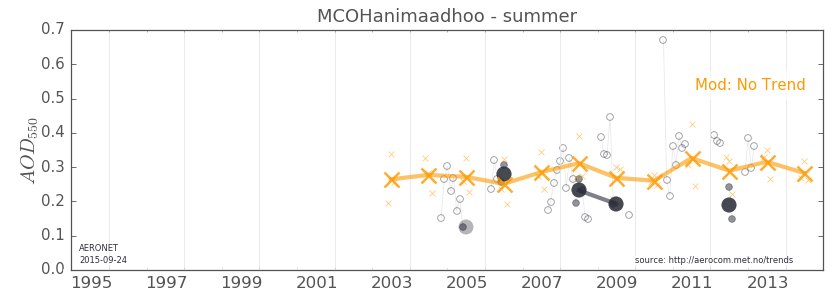 MCOHanimaadhoo - summer
0.7
0.6
0.5
0.4
0.3
0.2
0.1
0.0
AOD550
Mod: No Trend
AERONET
2015-09-24
source: http://aerocom.met.no/trends
1995 1997 1999 2001 2003 2005 2007 2009 2011 2013